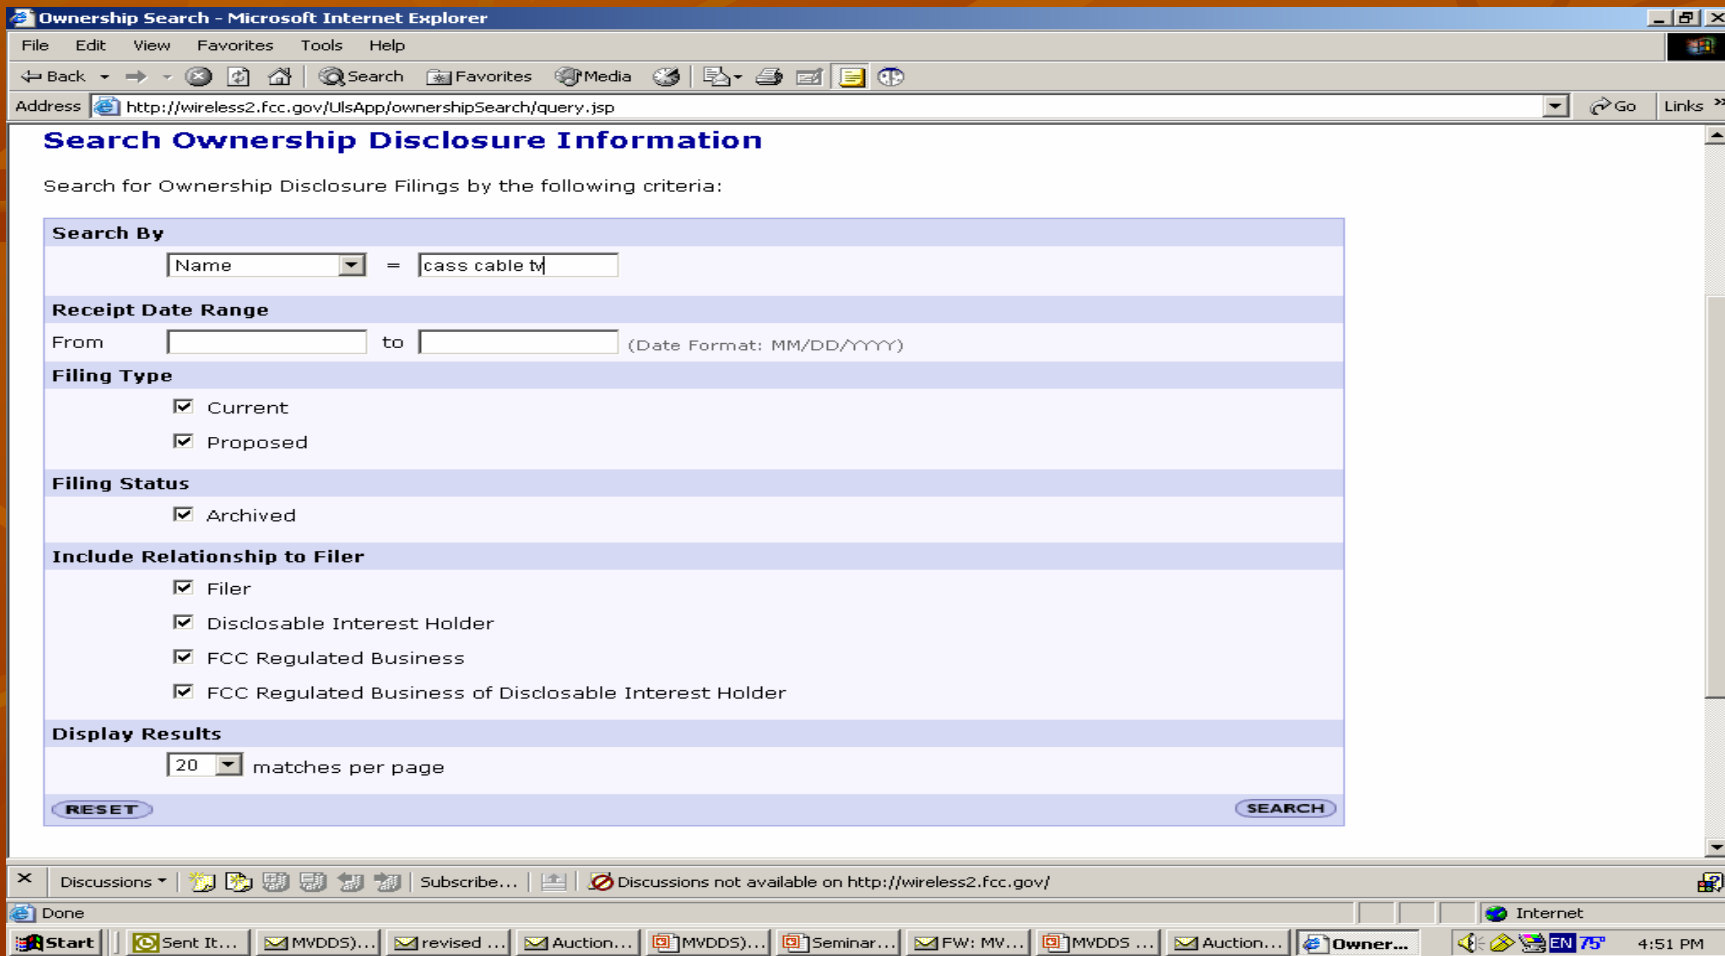 Ownership Search - Microsoft Internet Explorer
File Edit View Favorites Tools Help
Back Search Favorites Media
Address http://wireless2.fcc.gov/UlsApp/ownershipSearch/query.jsp Go Links »
Search Ownership Disclosure Information
Search for Ownership Disclosure Filings by the following criteria:
Search By
Name = cass cable tv
Receipt Date Range
From to (Date Format: MM/DD/YYYY)
Filing Type
Current
Proposed
Filing Status
Archived
Include Relationship to Filer
Filer
Disclosable Interest Holder
FCC Regulated Business
FCC Regulated Business of Disclosable Interest Holder
Display Results
20 matches per page
RESET SEARCH
Discussions Subscribe... Discussions not available on http://wireless2.fcc.gov/
Done Internet
Start Sent It... MVDDS)... revised ... Auction... MVDDS)... Seminar... FW: MV... MVDDS ... Auction... Owner... EN 75° 4:51 PM